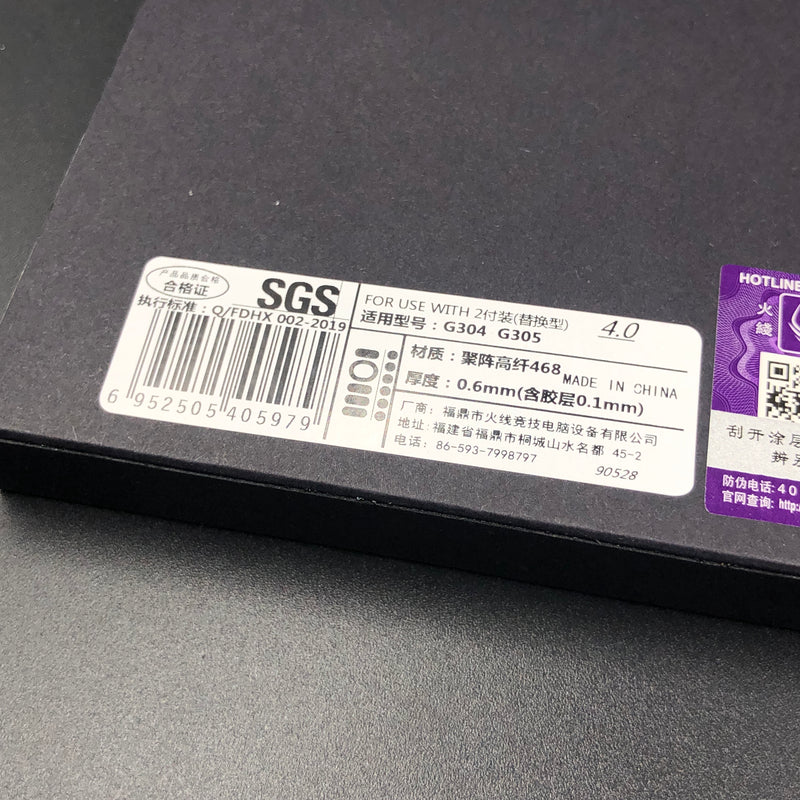 产品品质合格
合格证
SGS
执行标准：Q/FDHX 002-2019
6 952505 405979
FOR USE WITH 2付装(替换型)
4.0
适用型号：G304 G305
材质：聚阵高纤468
MADE IN CHINA
厚度：0.6mm(含胶层0.1mm)
厂商：福鼎市火线竞技电脑设备有限公司
地址:福建省福鼎市桐城山水名都 45-2
电话：86-593-7998797
90528
HOTLINE
火
綫
刮开涂层
辨
防伪电话:40
官网查询: http: